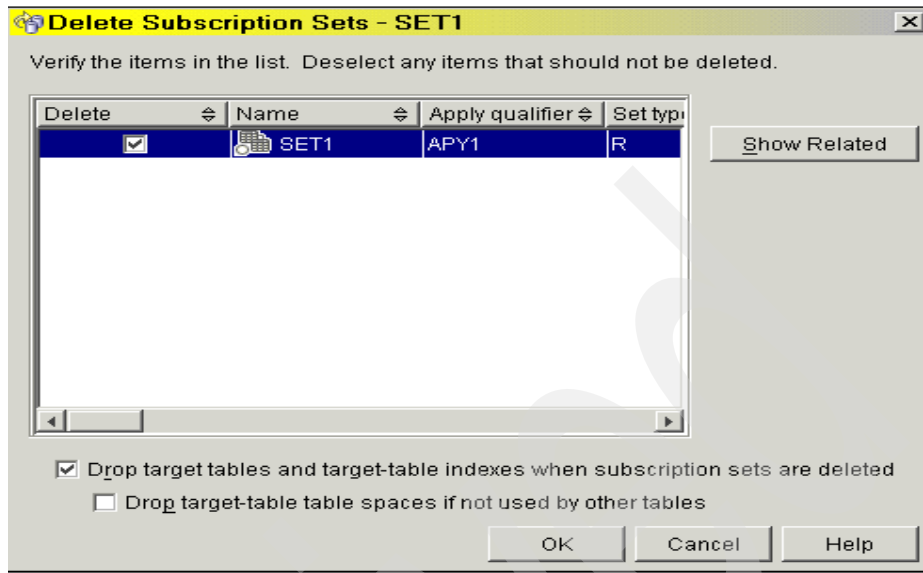 Delete Subscription Sets - SET1
Verify the items in the list. Deselect any items that should not be deleted.
Delete Name Apply qualifier Set typ
SET1 APY1 R
Show Related
Drop target tables and target-table indexes when subscription sets are deleted
Drop target-table table spaces if not used by other tables
OK Cancel Help